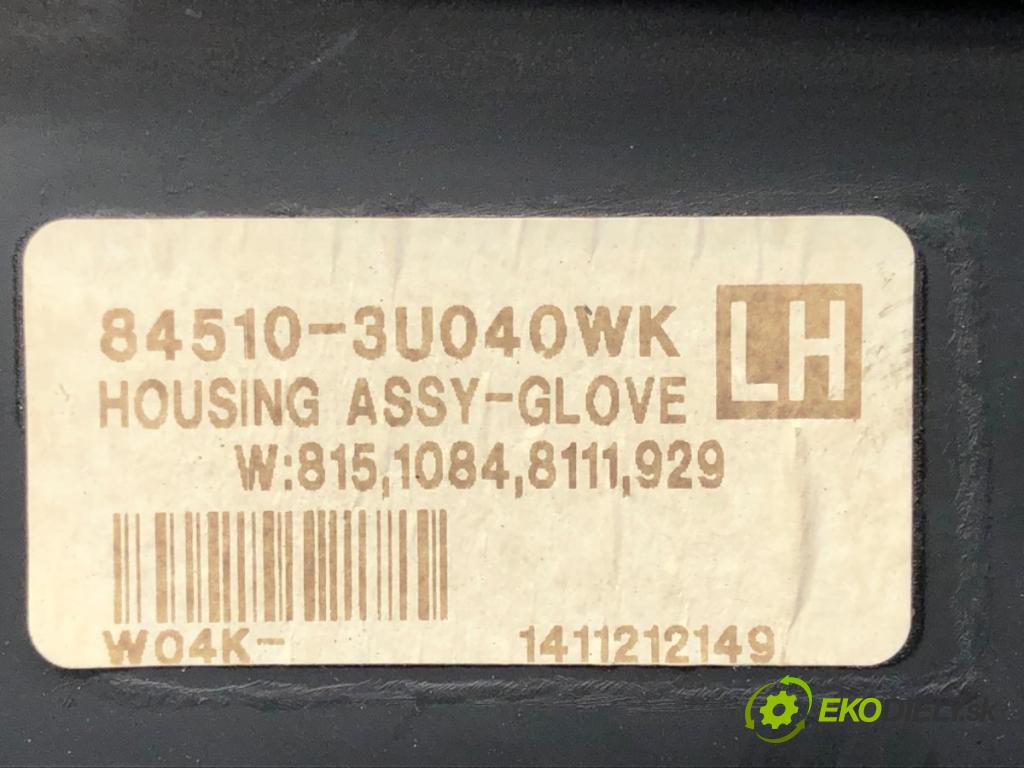 84510-3U040WK
LH
HOUSING ASSY-GLOVE
W:815,1084,8111,929
W04K-
1411212149
EKODIELY.sk